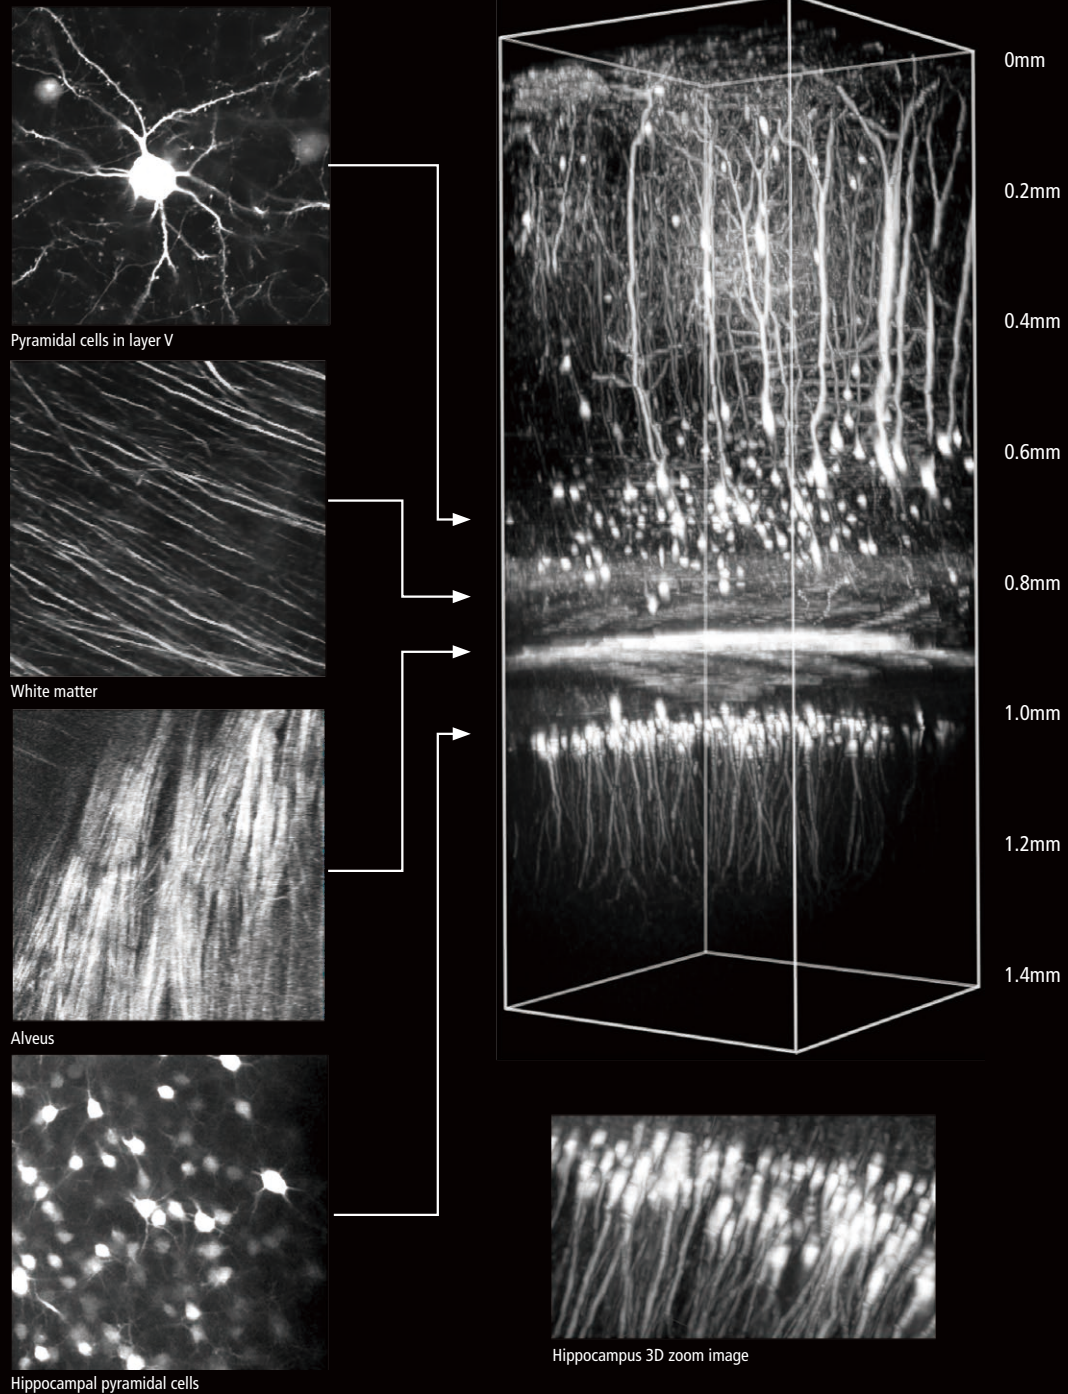 Pyramidal cells in layer V
White matter
Alveus
Hippocampal pyramidal cells
0mm
0.2mm
0.4mm
0.6mm
0.8mm
1.0mm
1.2mm
1.4mm
Hippocampus 3D zoom image